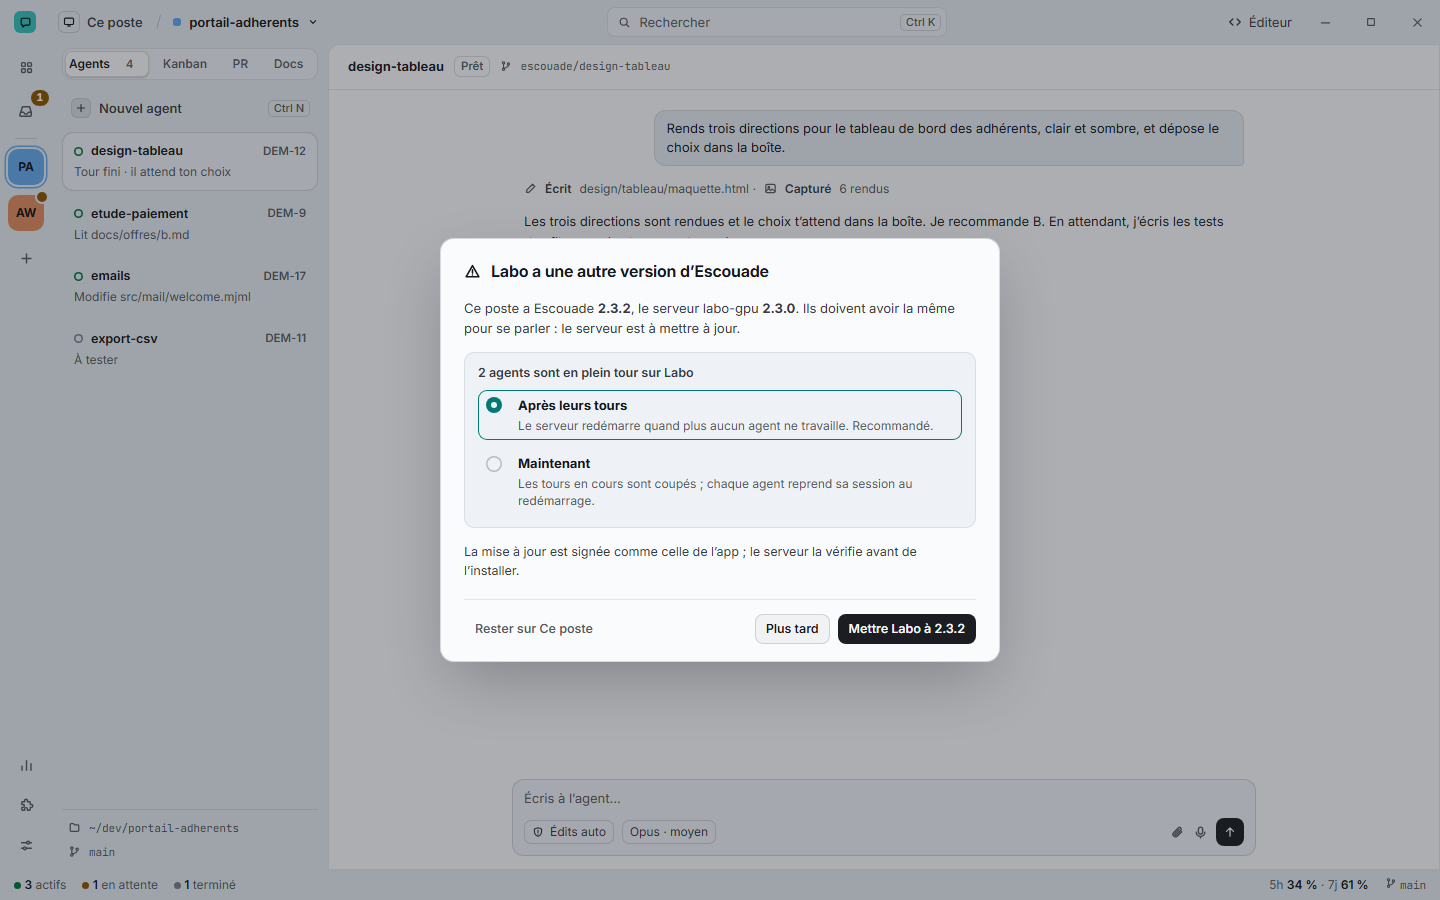 Ce poste / portail-adherents
Rechercher Ctrl K
Éditeur
Agents 4 Kanban PR Docs
1
Nouvel agent Ctrl N
PA
AW
design-tableau DEM-12
Tour fini · il attend ton choix
etude-paiement DEM-9
Lit docs/offres/b.md
emails DEM-17
Modifie src/mail/welcome.mjml
export-csv DEM-11
À tester
~/dev/portail-adherents
main
design-tableau Prêt escouade/design-tableau
Rends trois directions pour le tableau de bord des adhérents, clair et sombre, et dépose le
choix dans la boîte.
Écrit design/tableau/maquette.html · Capturé 6 rendus
Les trois directions sont rendues et le choix t’attend dans la boîte. Je recommande B. En attendant, j’écris les tests
Labo a une autre version d’Escouade
Ce poste a Escouade 2.3.2, le serveur labo-gpu 2.3.0. Ils doivent avoir la même
pour se parler : le serveur est à mettre à jour.
2 agents sont en plein tour sur Labo
Après leurs tours
Le serveur redémarre quand plus aucun agent ne travaille. Recommandé.
Maintenant
Les tours en cours sont coupés ; chaque agent reprend sa session au
redémarrage.
La mise à jour est signée comme celle de l’app ; le serveur la vérifie avant de
l’installer.
Rester sur Ce poste Plus tard Mettre Labo à 2.3.2
Écris à l’agent…
Édits auto Opus · moyen
3 actifs 1 en attente 1 terminé
5h 34 % · 7j 61 % main